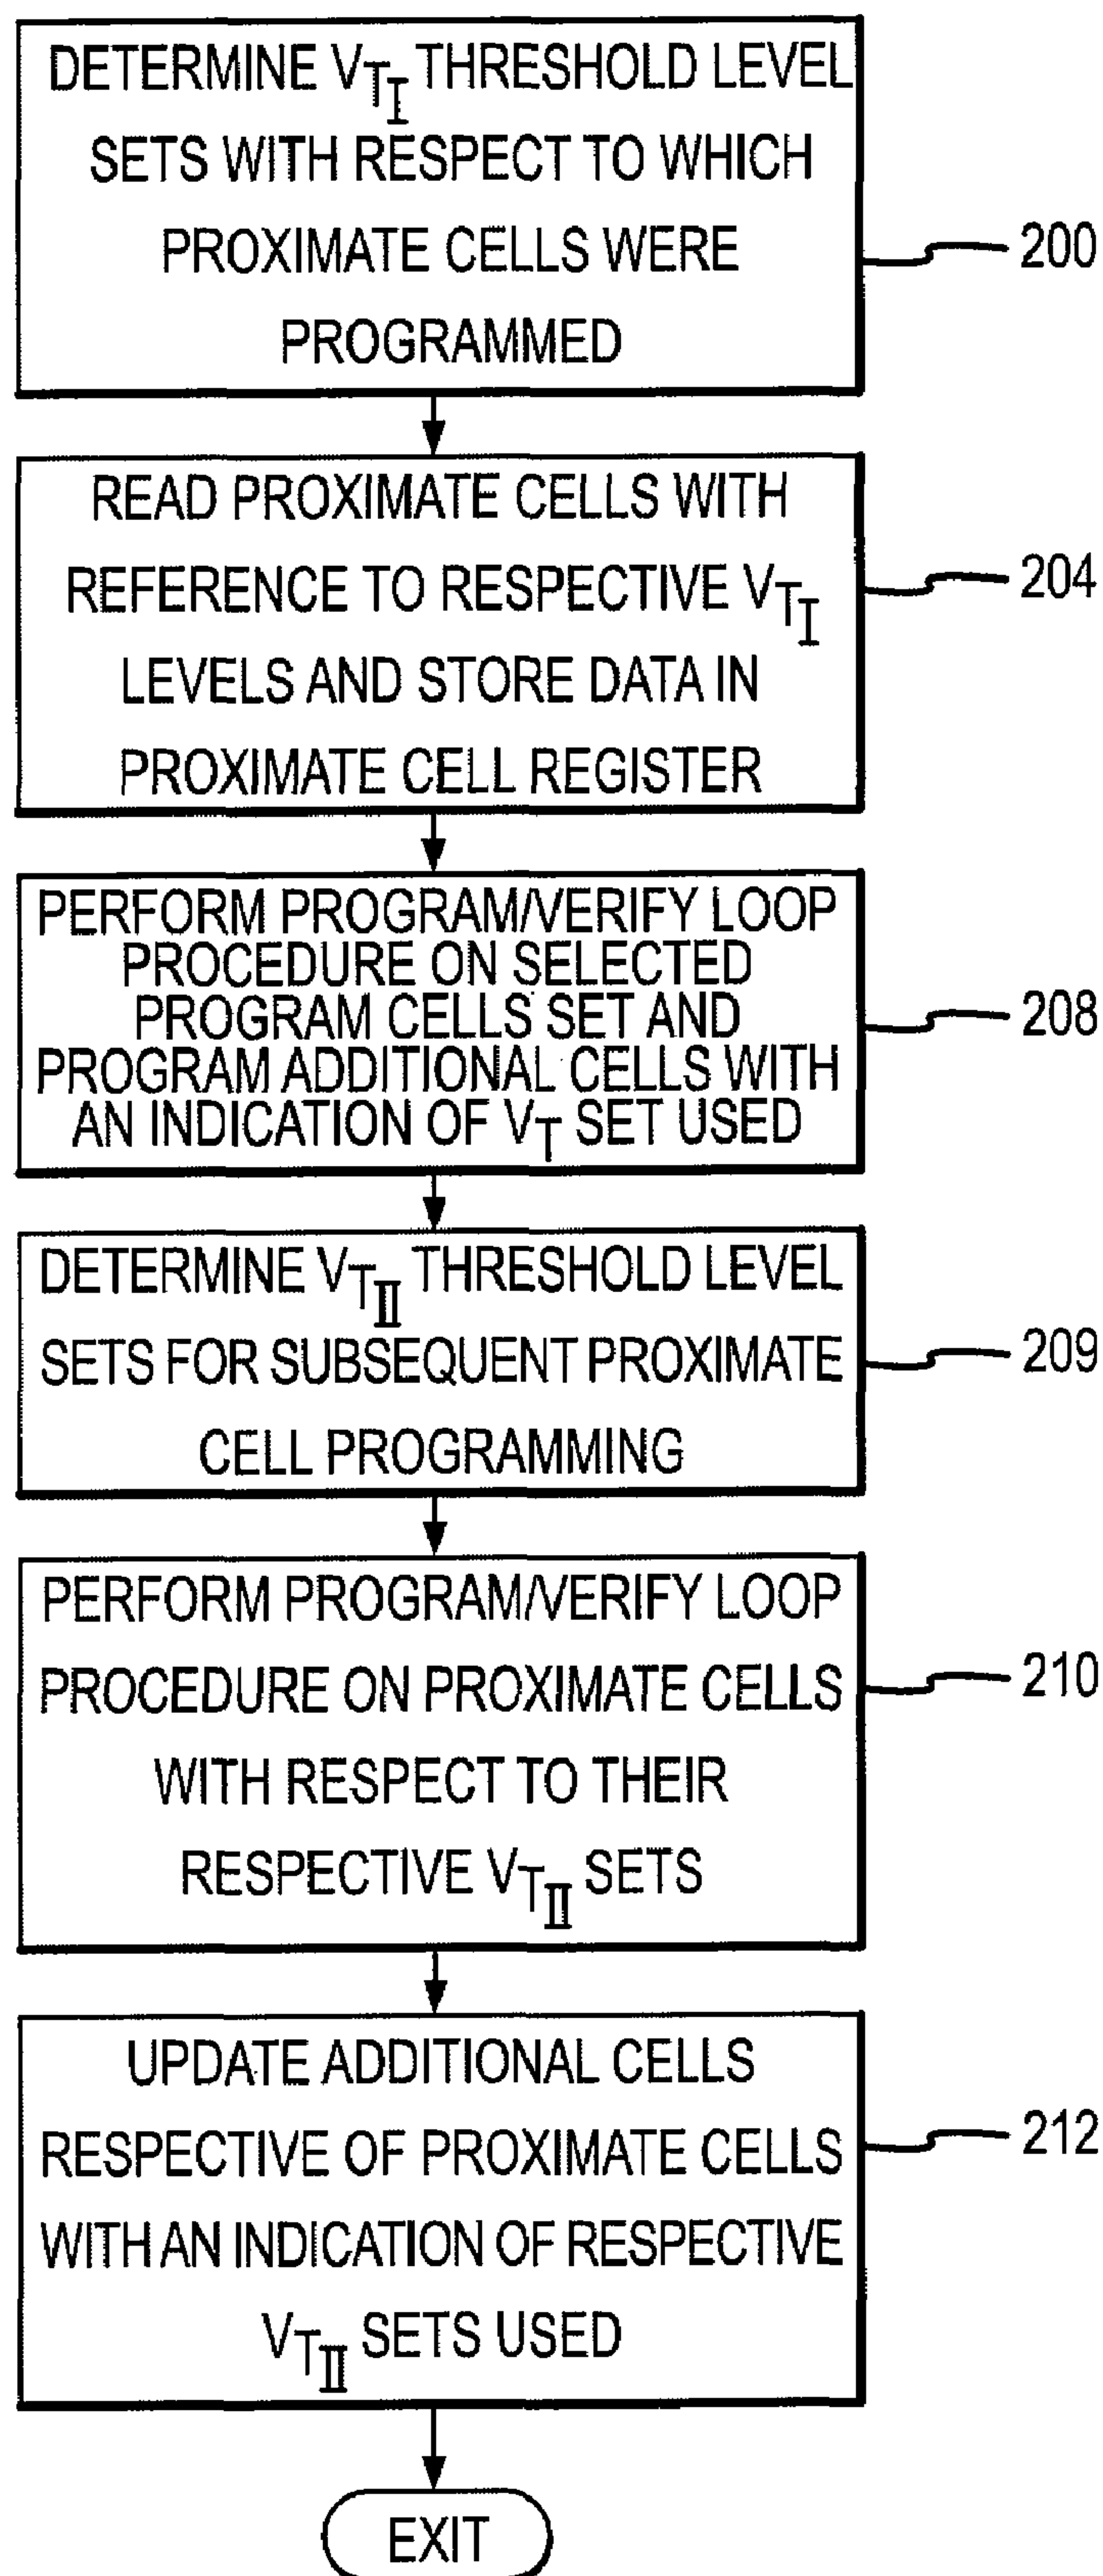 DETERMINE VTI THRESHOLD LEVEL
SETS WITH RESPECT TO WHICH
PROXIMATE CELLS WERE
PROGRAMMED
200
READ PROXIMATE CELLS WITH
REFERENCE TO RESPECTIVE VTI
LEVELS AND STORE DATA IN
PROXIMATE CELL REGISTER
204
PERFORM PROGRAM/VERIFY LOOP
PROCEDURE ON SELECTED
PROGRAM CELLS SET AND
PROGRAM ADDITIONAL CELLS WITH
AN INDICATION OF VT SET USED
208
DETERMINE VTII THRESHOLD LEVEL
SETS FOR SUBSEQUENT PROXIMATE
CELL PROGRAMMING
209
PERFORM PROGRAM/VERIFY LOOP
PROCEDURE ON PROXIMATE CELLS
WITH RESPECT TO THEIR
RESPECTIVE VTII SETS
210
UPDATE ADDITIONAL CELLS
RESPECTIVE OF PROXIMATE CELLS
WITH AN INDICATION OF RESPECTIVE
VTII SETS USED
212
EXIT